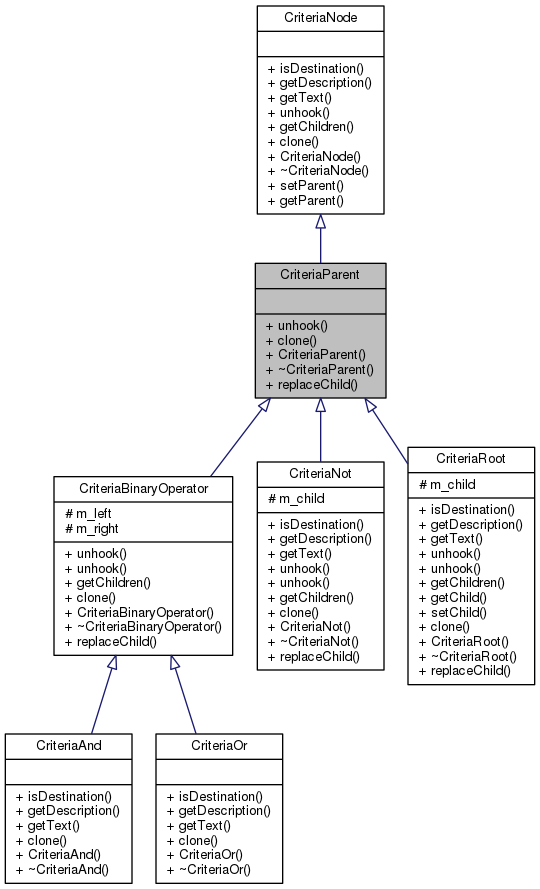 CriteriaNode
+ isDestination()
+ getDescription()
+ getText()
+ unhook()
+ getChildren()
+ clone()
+ CriteriaNode()
+ ~CriteriaNode()
+ setParent()
+ getParent()
CriteriaParent
+ unhook()
+ clone()
+ CriteriaParent()
+ ~CriteriaParent()
+ replaceChild()
CriteriaBinaryOperator
# m_left
# m_right
+ unhook()
+ unhook()
+ getChildren()
+ clone()
+ CriteriaBinaryOperator()
+ ~CriteriaBinaryOperator()
+ replaceChild()
CriteriaNot
# m_child
+ isDestination()
+ getDescription()
+ getText()
+ unhook()
+ unhook()
+ getChildren()
+ clone()
+ CriteriaNot()
+ ~CriteriaNot()
+ replaceChild()
CriteriaRoot
# m_child
+ isDestination()
+ getDescription()
+ getText()
+ unhook()
+ unhook()
+ getChildren()
+ getChild()
+ setChild()
+ clone()
+ CriteriaRoot()
+ ~CriteriaRoot()
+ replaceChild()
CriteriaAnd
+ isDestination()
+ getDescription()
+ getText()
+ clone()
+ CriteriaAnd()
+ ~CriteriaAnd()
CriteriaOr
+ isDestination()
+ getDescription()
+ getText()
+ clone()
+ CriteriaOr()
+ ~CriteriaOr()